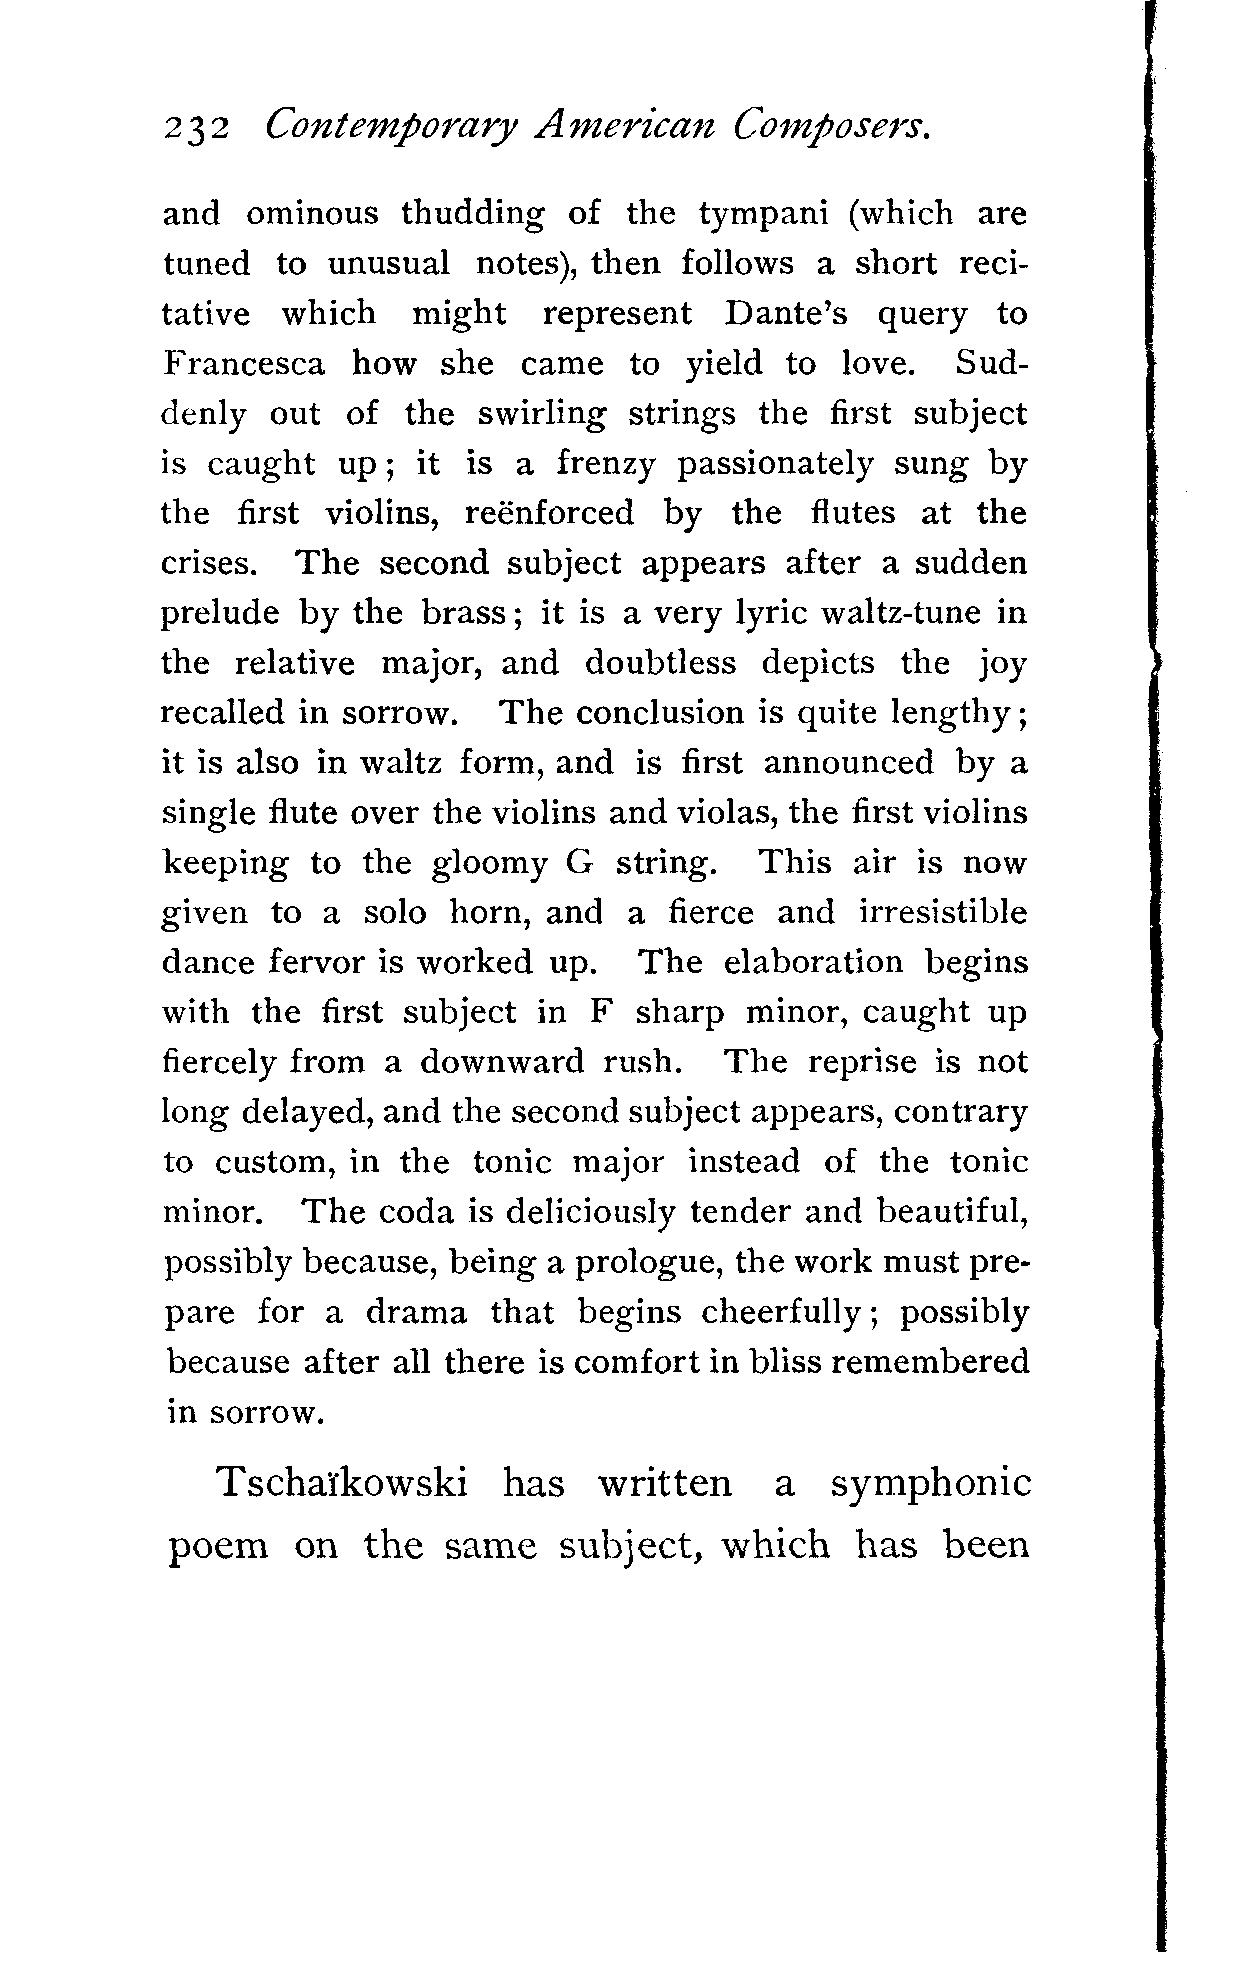 232 Contemporary American Composers.
and ominous thudding of the tympani (which are
tuned to unusual notes), then follows a short reci-
tative which might represent Dante's query to
Francesca how she came to yield to love. Sud-
denly out of the swirling strings the first subject
is caught up ; it is a frenzy passionately sung by
the first violins, reënforced by the flutes at the
crises. The second subject appears after a sudden
prelude by the brass ; it is a very lyric waltz-tune in
the relative major, and doubtless depicts the joy
recalled in sorrow. The conclusion is quite lengthy ;
it is also in waltz form, and is first announced by a
single flute over the violins and violas, the first violins
keeping to the gloomy G string. This air is now
given to a solo horn, and a fierce and irresistible
dance fervor is worked up. The elaboration begins
with the first subject in F sharp minor, caught up
fiercely from a downward rush. The reprise is not
long delayed, and the second subject appears, contrary
to custom, in the tonic major instead of the tonic
minor. The coda is deliciously tender and beautiful,
possibly because, being a prologue, the work must pre-
pare for a drama that begins cheerfully ; possibly
because after all there is comfort in bliss remembered
in sorrow.
Tschaïkowski has written a symphonic
poem on the same subject, which has been